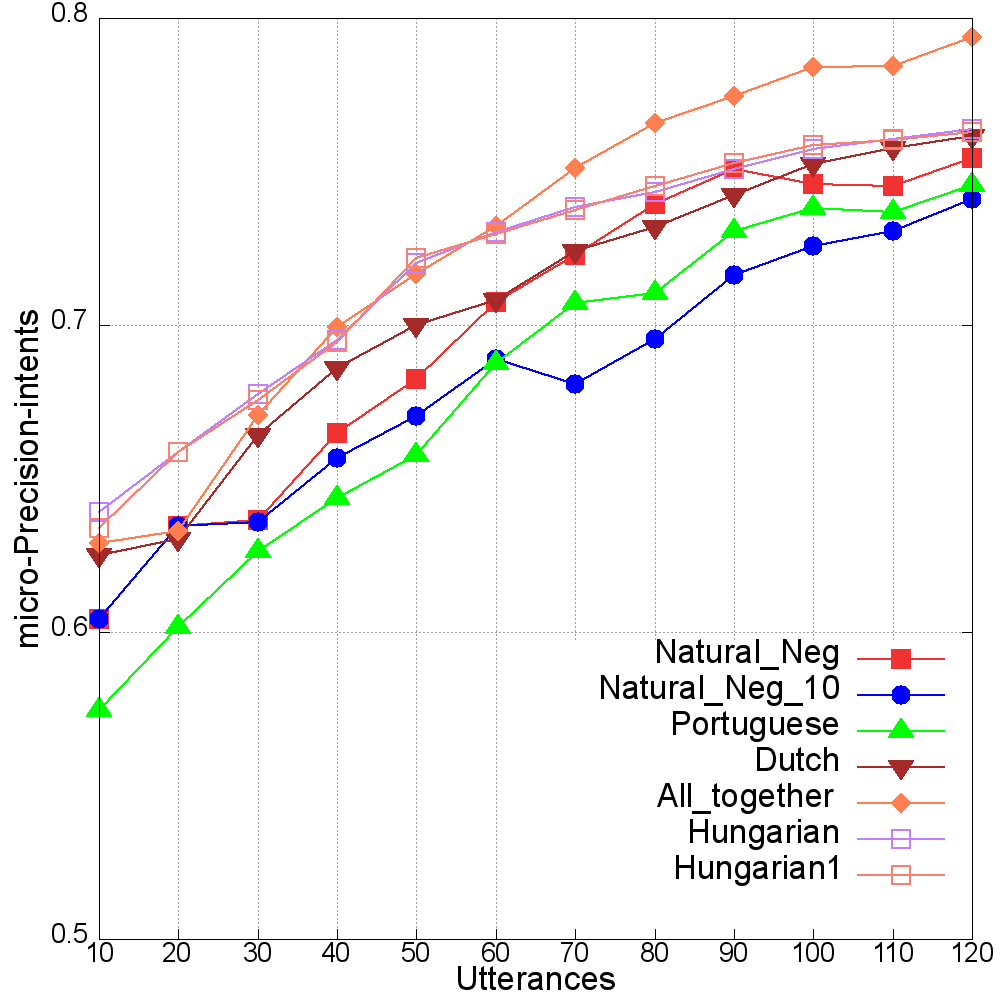 0.8
0.7
0.6
0.5
micro-Precision-intents
Natural_Neg
Natural_Neg_10
Portuguese
Dutch
All_together
Hungarian
Hungarian1
10 20 30 40 50 60 70 80 90 100 110 120
Utterances